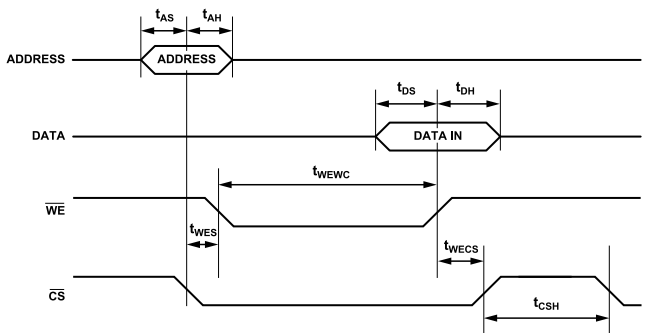 tAS tAH
ADDRESS ADDRESS
tDS tDH
DATA DATA IN
tWEWC
WE
tWES
tWECS
CS
tCSH